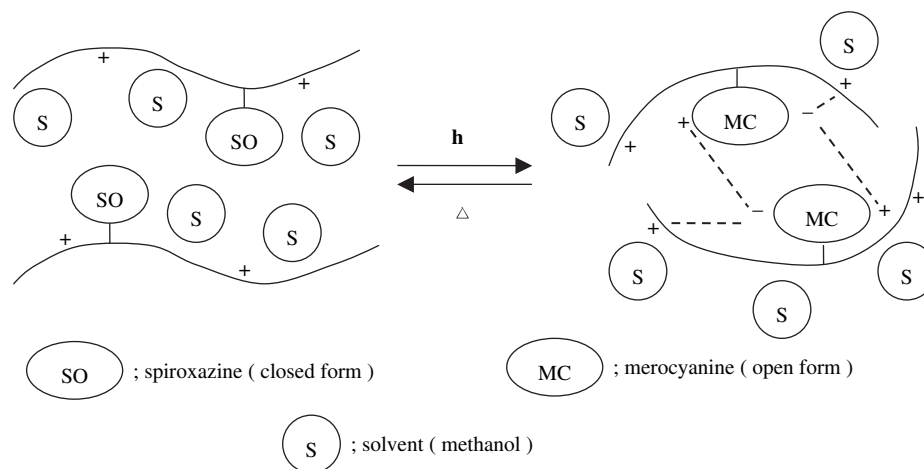 S
+
+
S
+
S
S
SO
S
h
S
+
MC
−
+
SO
S
△
S
+
+
+
−
MC
+
+
S
S
S
SO ; spiroxazine ( closed form )
MC ; merocyanine ( open form )
S ; solvent ( methanol )